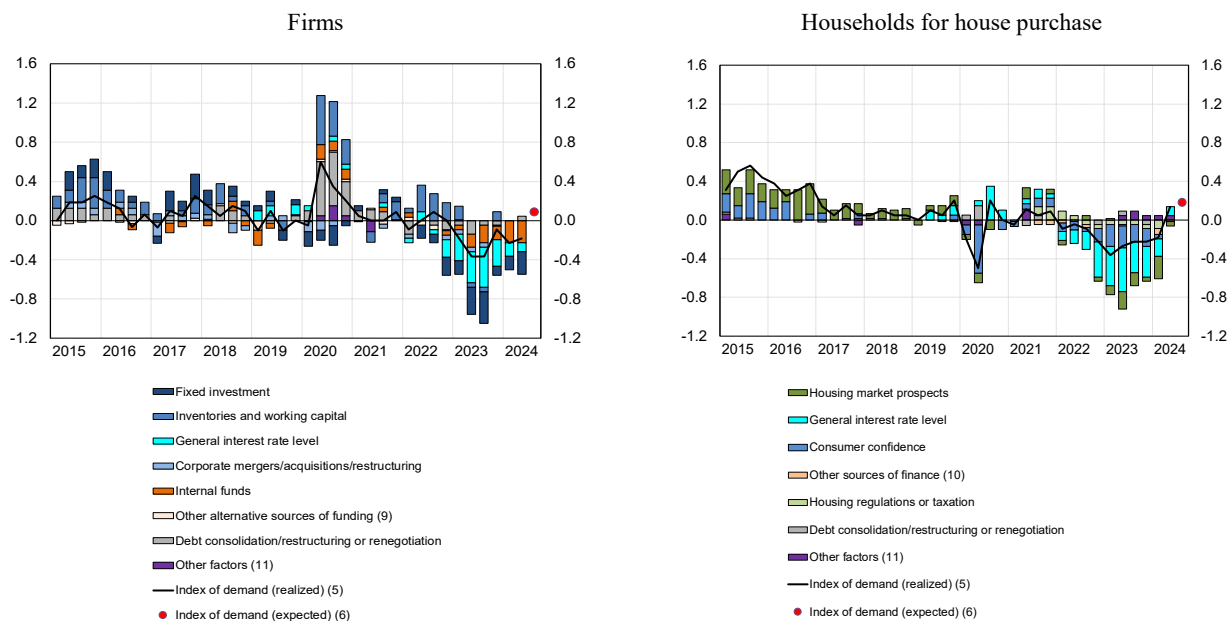 Firms
1.6 1.6
1.2 1.2
0.8 0.8
0.4 0.4
0.0 0.0
-0.4 -0.4
-0.8 -0.8
-1.2 -1.2
2015 2016 2017 2018 2019 2020 2021 2022 2023 2024
Fixed investment
Inventories and working capital
General interest rate level
Corporate mergers/acquisitions/restructuring
Internal funds
Other alternative sources of funding (9)
Debt consolidation/restructuring or renegotiation
Other factors (11)
Index of demand (realized) (5)
Index of demand (expected) (6)
Households for house purchase
1.6 1.6
1.2 1.2
0.8 0.8
0.4 0.4
0.0 0.0
-0.4 -0.4
-0.8 -0.8
-1.2 -1.2
2015 2016 2017 2018 2019 2020 2021 2022 2023 2024
Housing market prospects
General interest rate level
Consumer confidence
Other sources of finance (10)
Housing regulations or taxation
Debt consolidation/restructuring or renegotiation
Other factors (11)
Index of demand (realized) (5)
Index of demand (expected) (6)